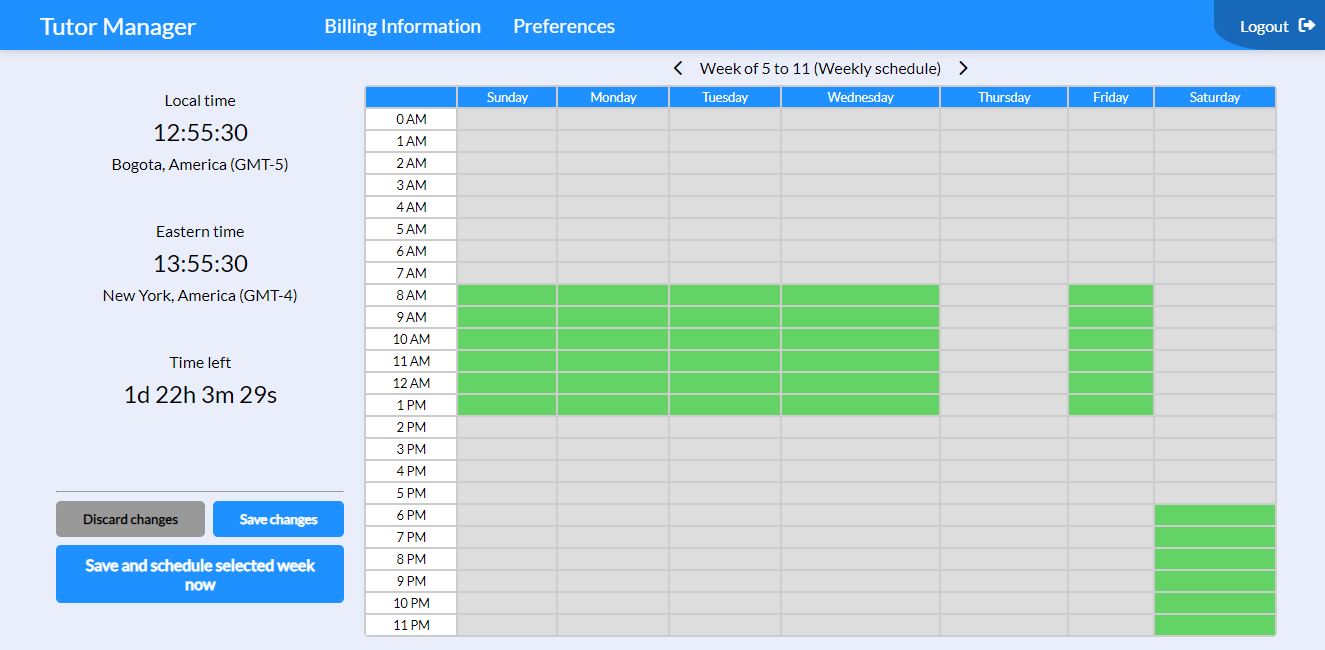 Tutor Manager
Billing Information
Preferences
Logout
Week of 5 to 11 (Weekly schedule)
Local time
12:55:30
Bogota, America (GMT-5)
Eastern time
13:55:30
New York, America (GMT-4)
Time left
1d 22h 3m 29s
Discard changes
Save changes
Save and schedule selected week
now
Sunday Monday Tuesday Wednesday Thursday Friday Saturday
0 AM
1 AM
2 AM
3 AM
4 AM
5 AM
6 AM
7 AM
8 AM
9 AM
10 AM
11 AM
12 AM
1 PM
2 PM
3 PM
4 PM
5 PM
6 PM
7 PM
8 PM
9 PM
10 PM
11 PM